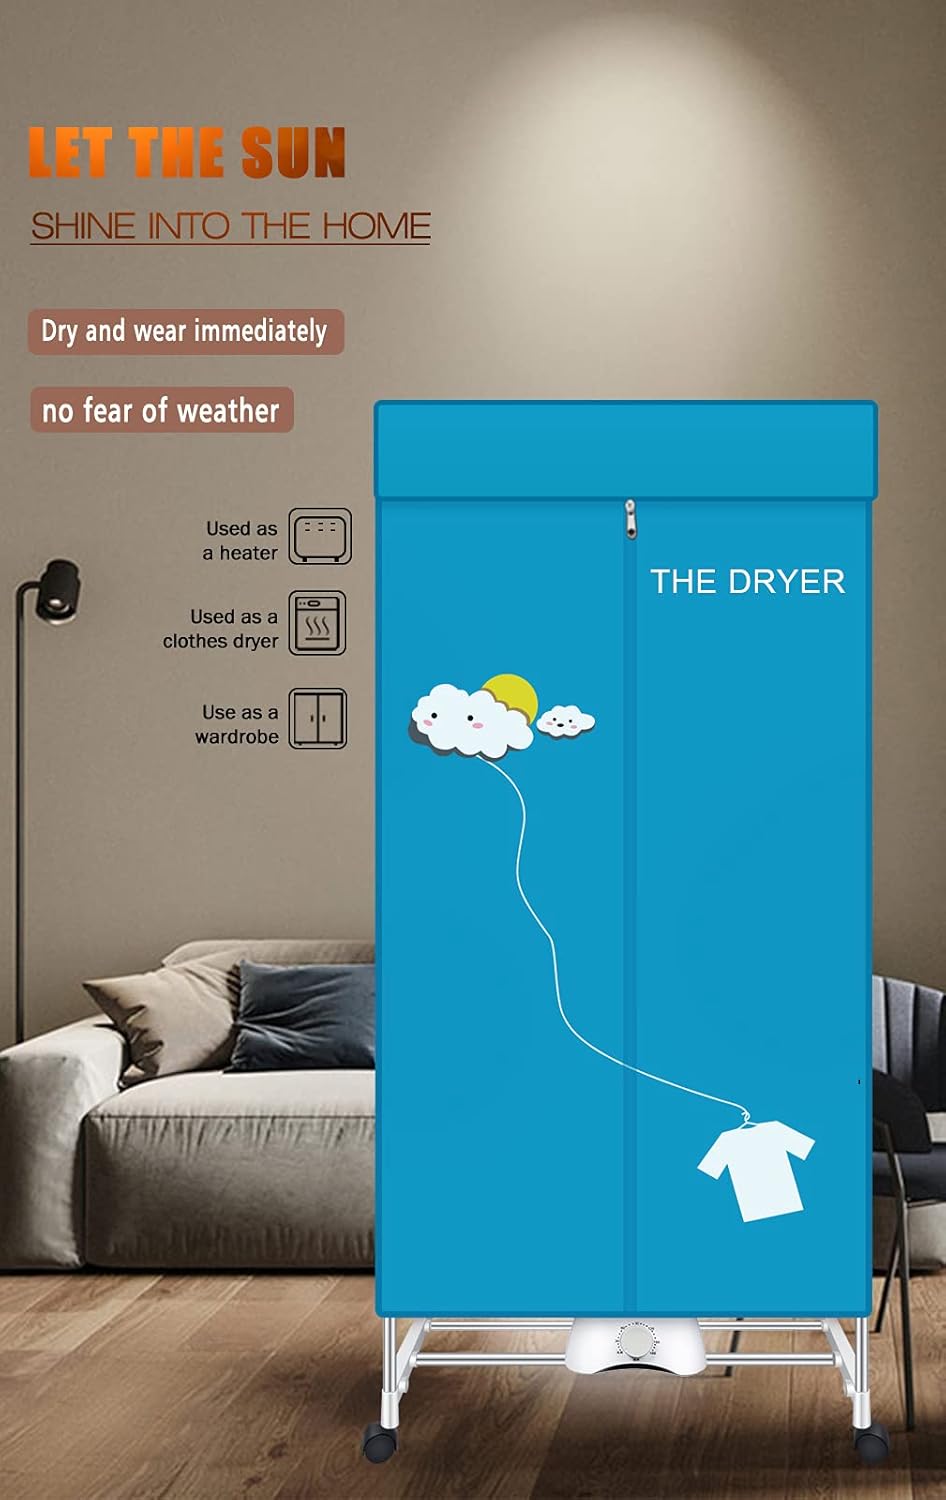 LET THE SUN
SHINE INTO THE HOME
Dry and wear immediately
no fear of weather
Used as
a heater
Used as a
clothes dryer
Use as a
wardrobe
THE DRYER